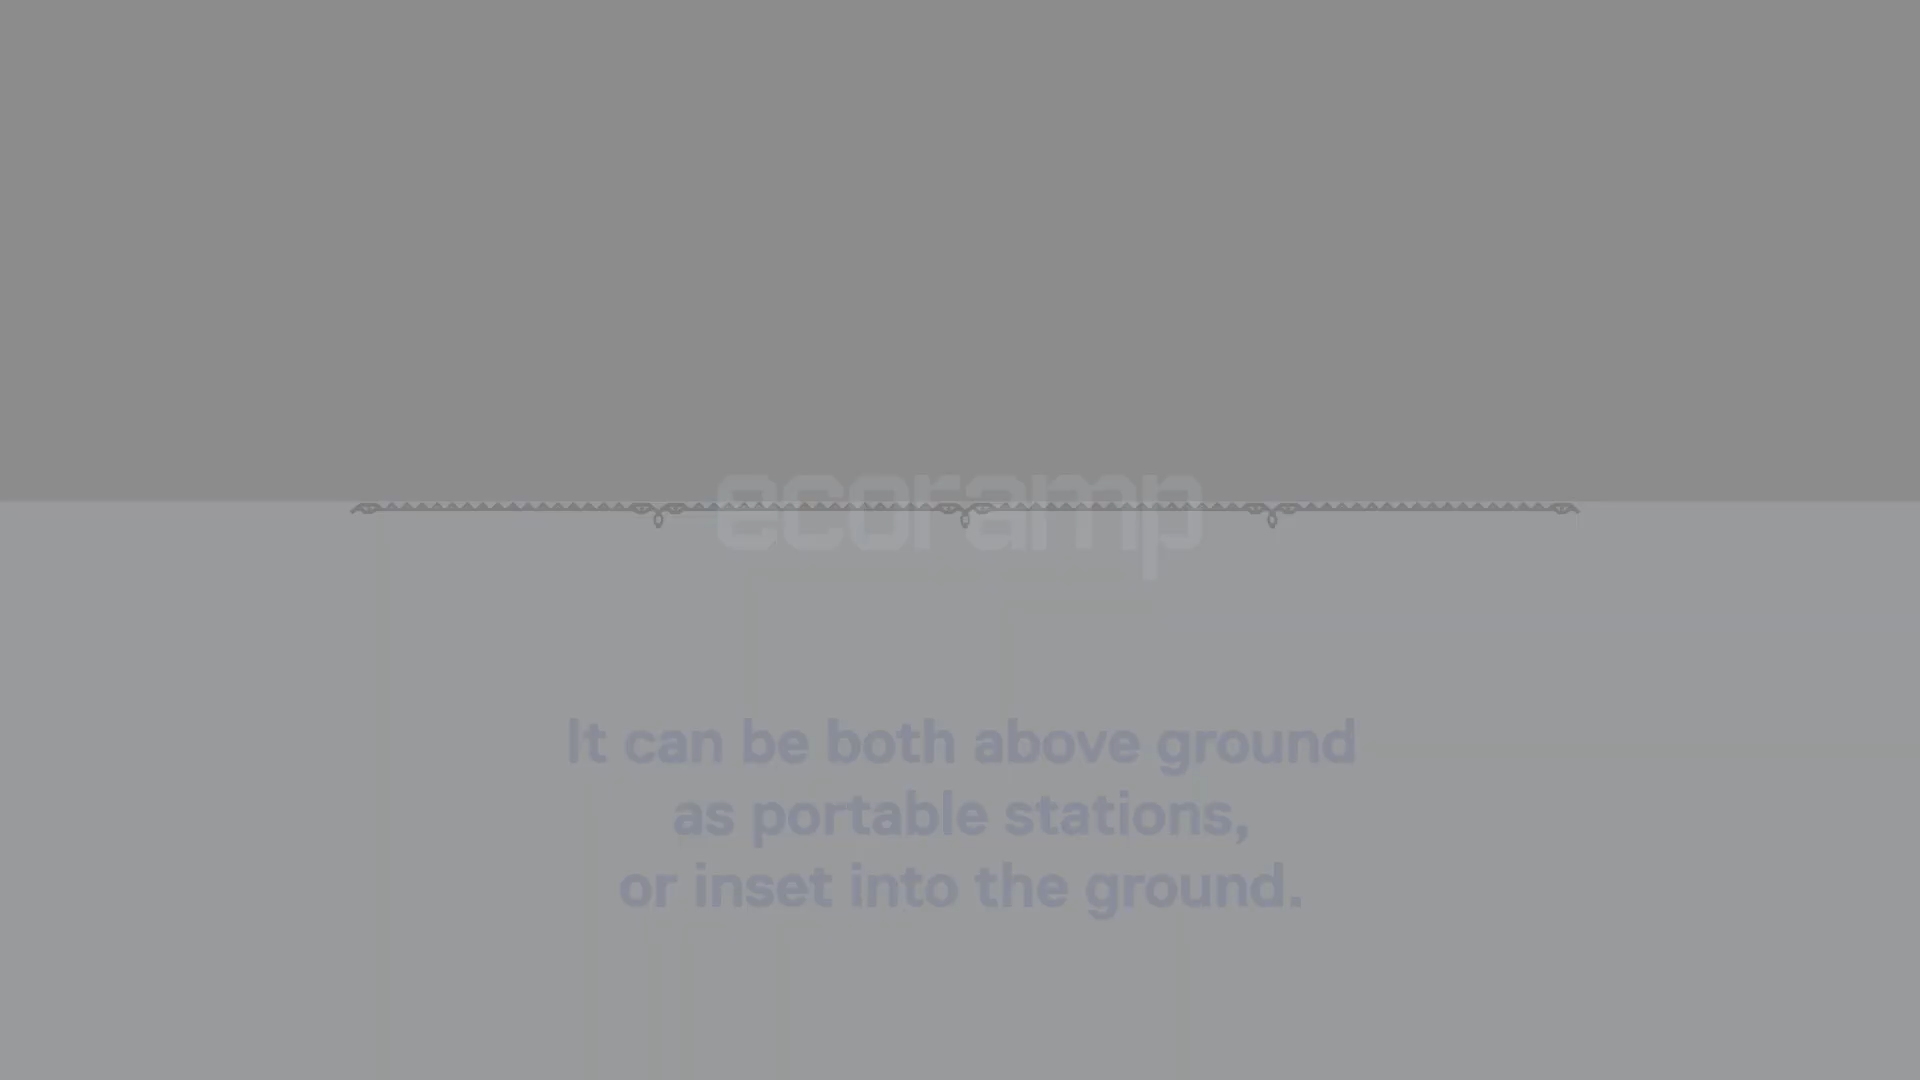 ecoramp
It can be both above ground
as portable stations,
or inset into the ground.